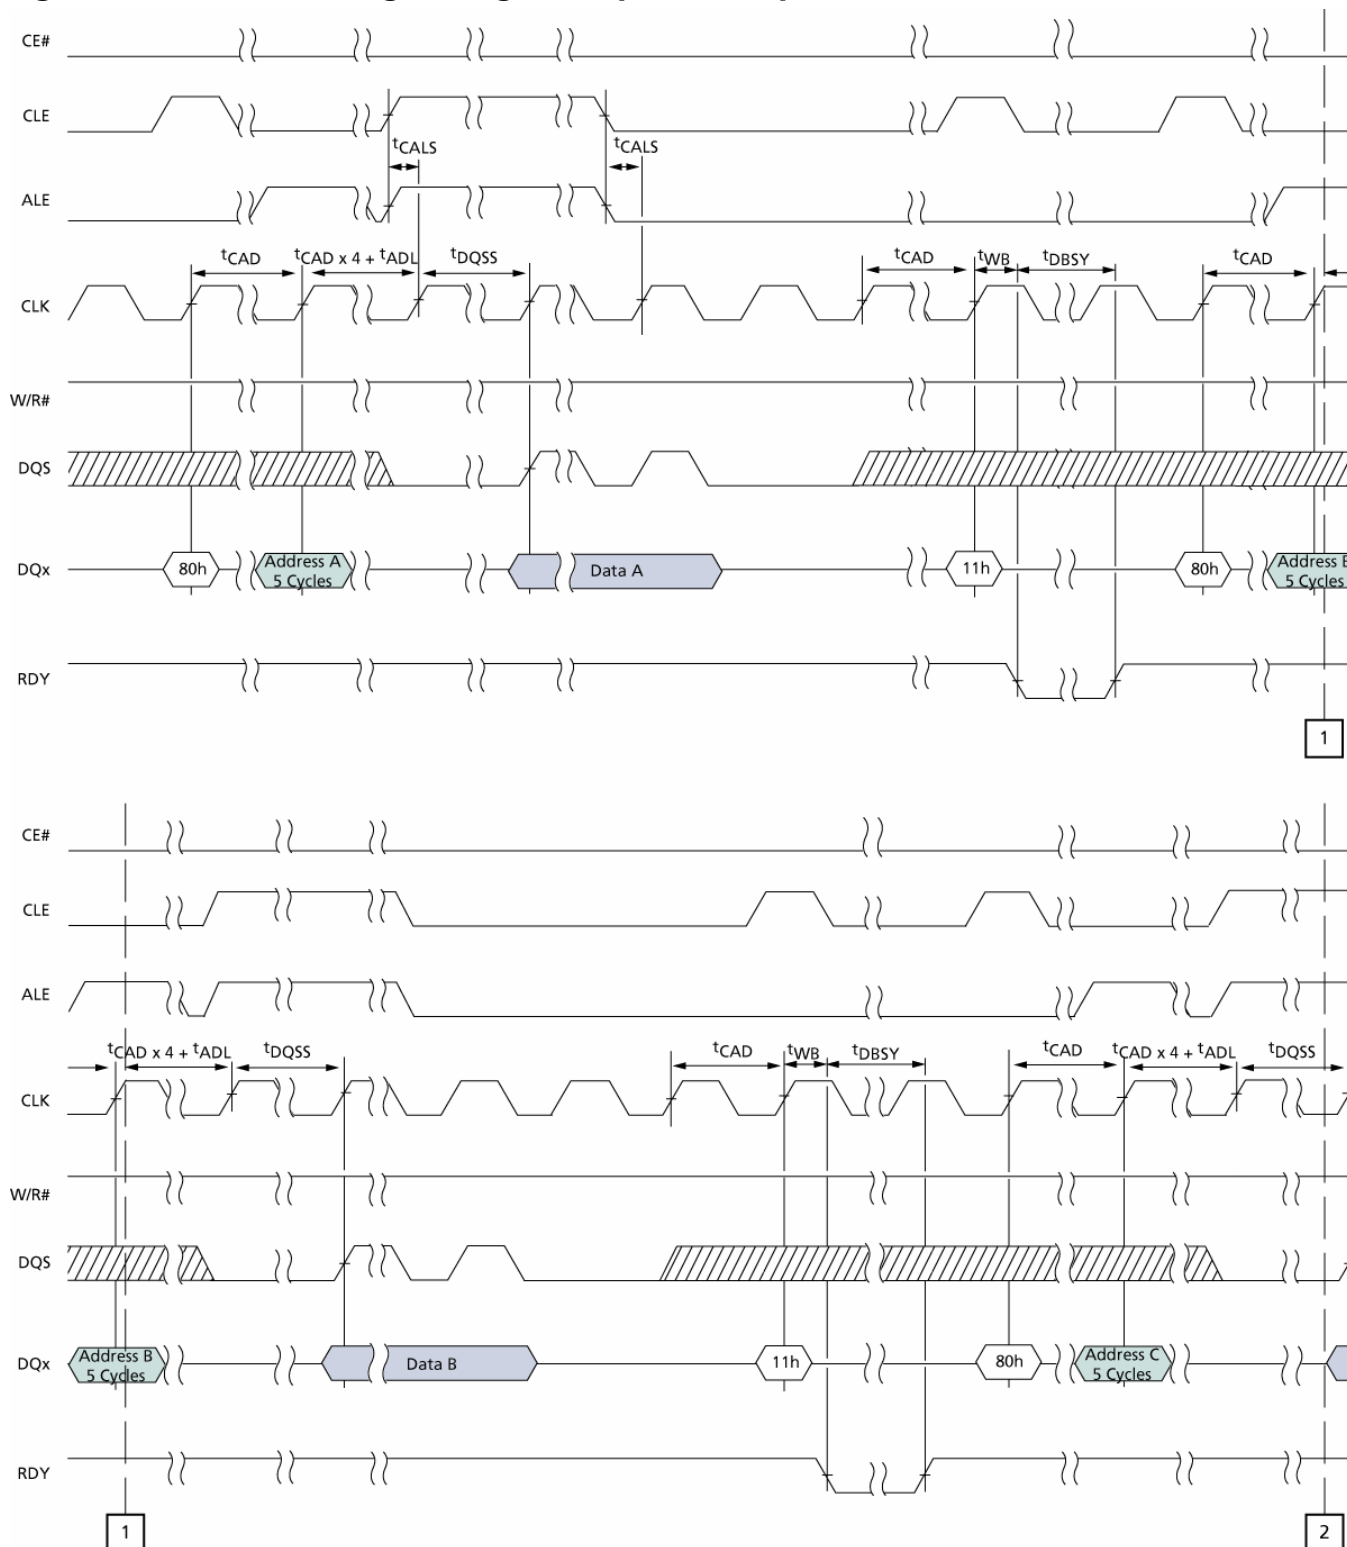 CE#
CLE
tCALS tCALS
ALE
tCAD tCAD x 4 + tADL tDQSS tCAD tWB tDBSY tCAD
CLK
W/R#
DQS
DQx 80h Address A 5 Cycles Data A 11h 80h Address B 5 Cycles
RDY
1
CE#
CLE
ALE
tCAD x 4 + tADL tDQSS tCAD tWB tDBSY tCAD tCAD x 4 + tADL tDQSS
CLK
W/R#
DQS
DQx Address B 5 Cycles Data B 11h 80h Address C 5 Cycles
RDY
1 2